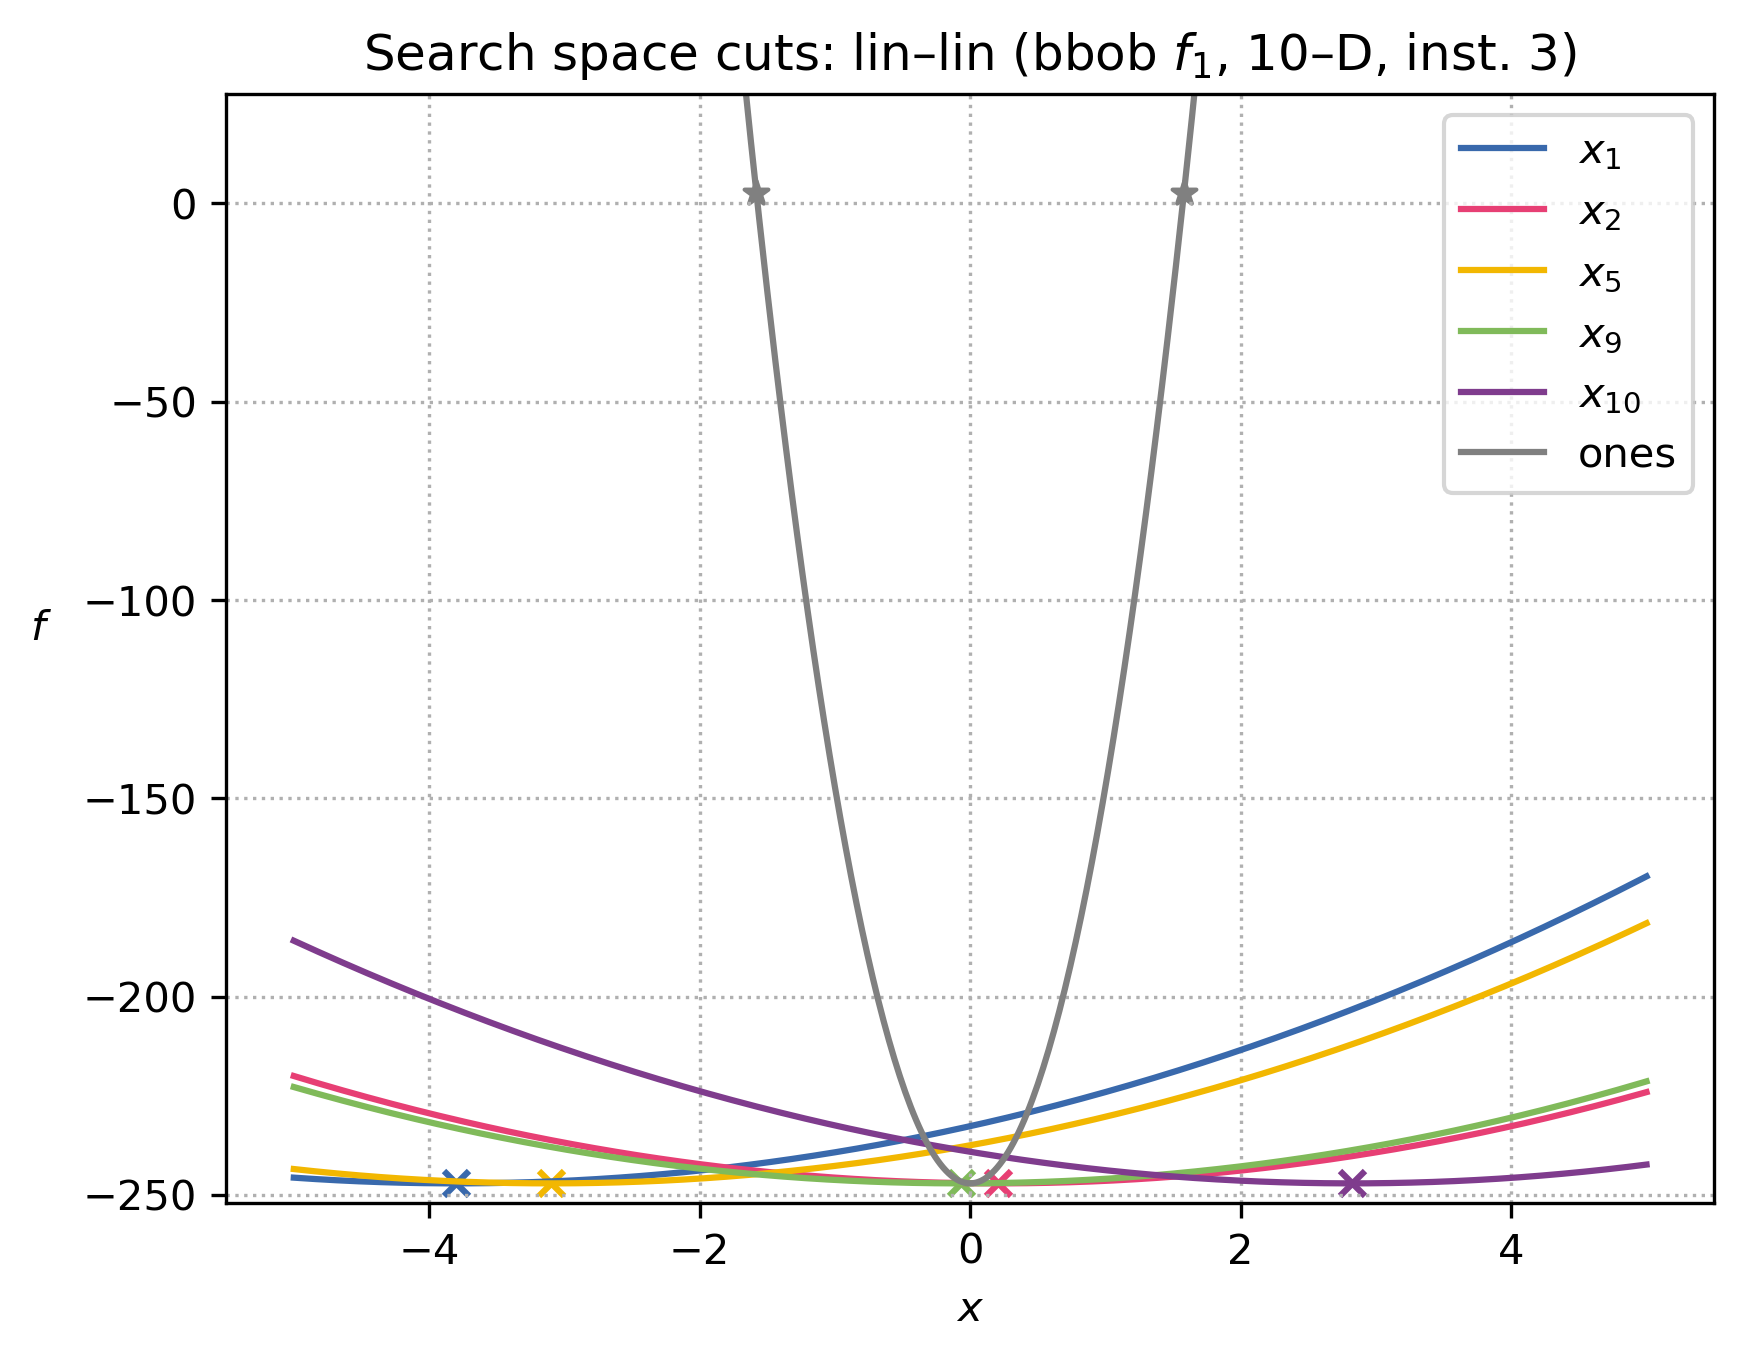 Search space cuts: lin–lin (bbob f₁, 10–D, inst. 3)
x₁
x₂
x₅
x₉
x₁₀
ones
0
−50
−100
−150
−200
−250
f
−4
−2
0
2
4
x